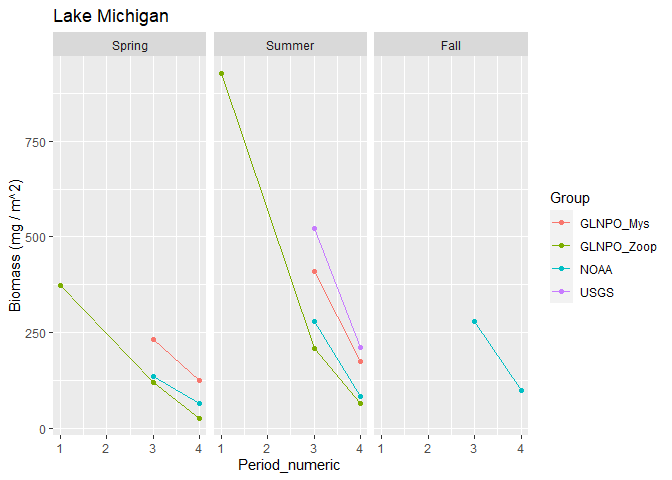 Lake Michigan
Spring Summer Fall
Biomass (mg / m^2)
750
500
250
0
1 2 3 4 1 2 3 4 1 2 3 4
Period_numeric
Group
GLNPO_Mys
GLNPO_Zoop
NOAA
USGS